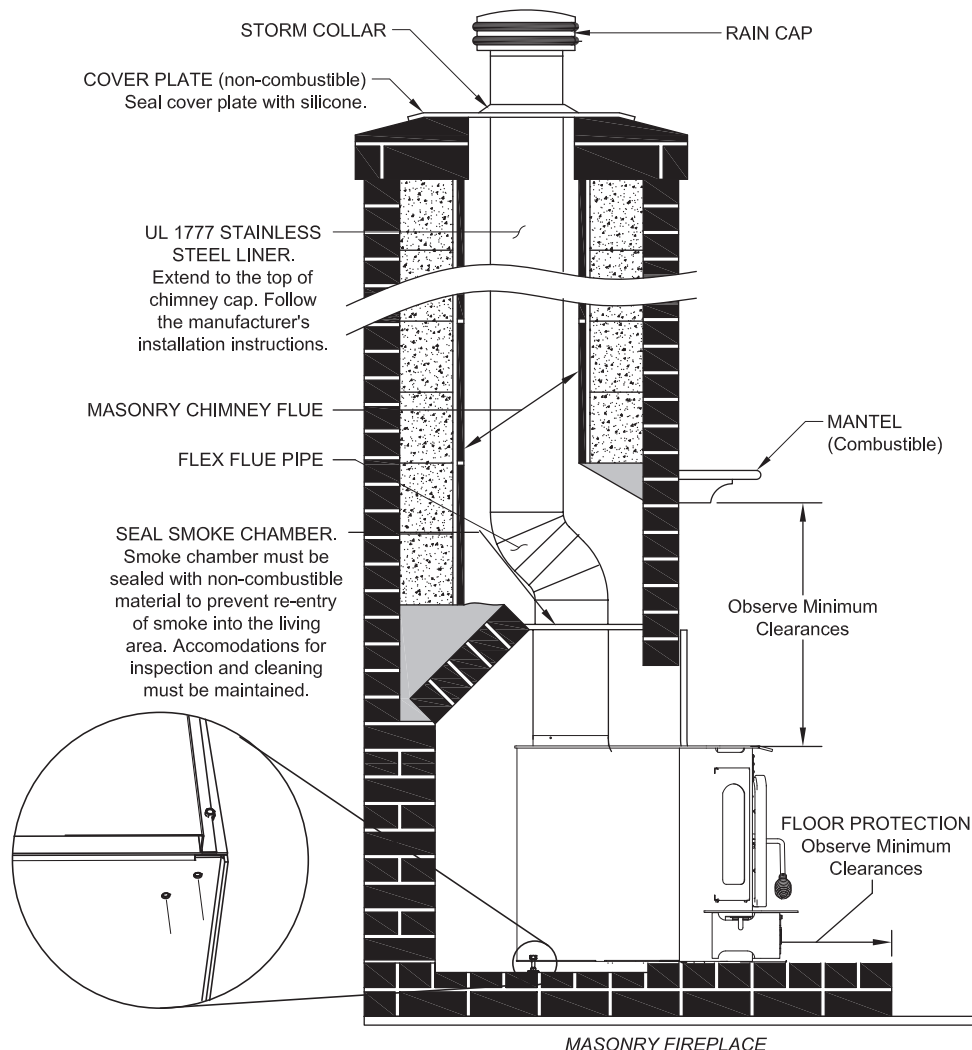 STORM COLLAR
RAIN CAP
COVER PLATE (non-combustible)
Seal cover plate with silicone.
UL 1777 STAINLESS
STEEL LINER.
Extend to the top of
chimney cap. Follow
the manufacturer's
installation instructions.
MASONRY CHIMNEY FLUE
MANTEL
(Combustible)
FLEX FLUE PIPE
SEAL SMOKE CHAMBER.
Smoke chamber must be
sealed with non-combustible
material to prevent re-entry
of smoke into the living
area. Accomodations for
inspection and cleaning
must be maintained.
Observe Minimum
Clearances
FLOOR PROTECTION
Observe Minimum
Clearances
MASONRY FIREPLACE